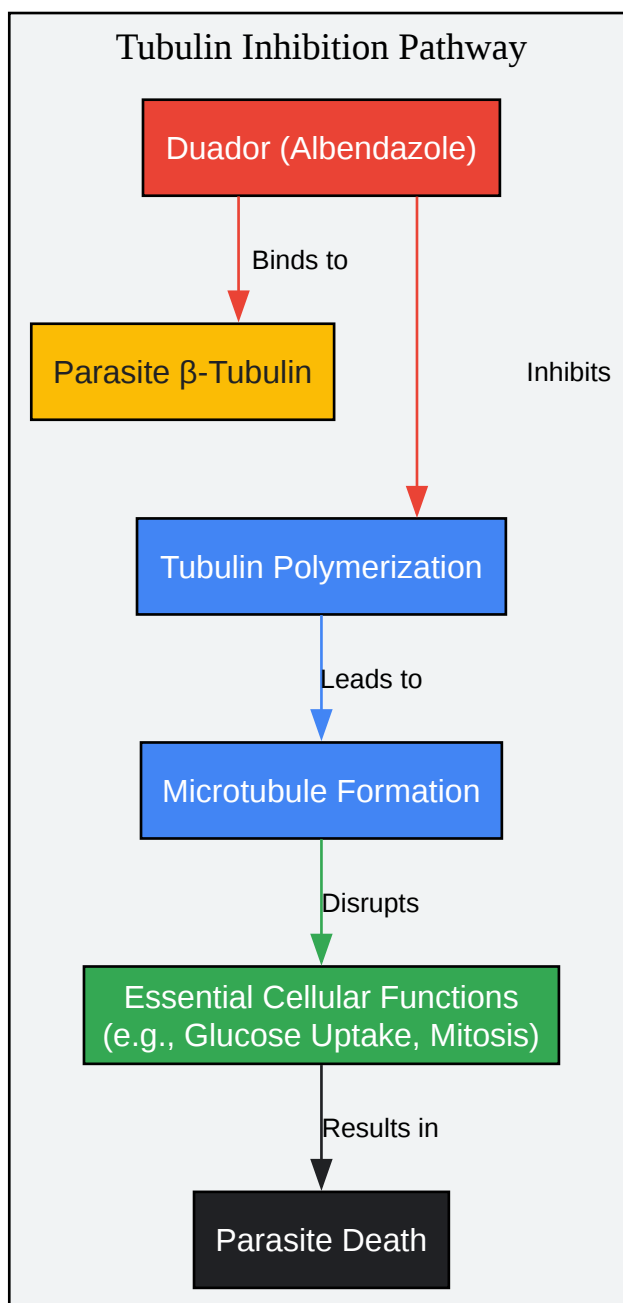 Tubulin Inhibition Pathway
Duador (Albendazole)
Binds to
Parasite β-Tubulin
Inhibits
Tubulin Polymerization
Leads to
Microtubule Formation
Disrupts
Essential Cellular Functions
(e.g., Glucose Uptake, Mitosis)
Results in
Parasite Death